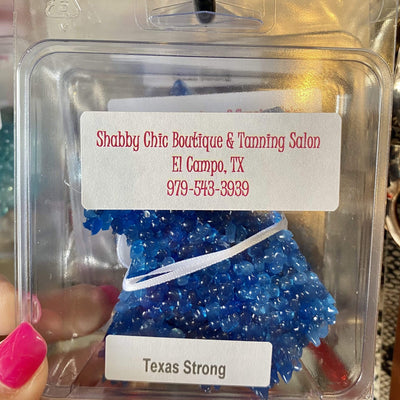 Shabby Chic Boutique & Tanning Salon
El Campo, TX
979-543-3939
Texas Strong